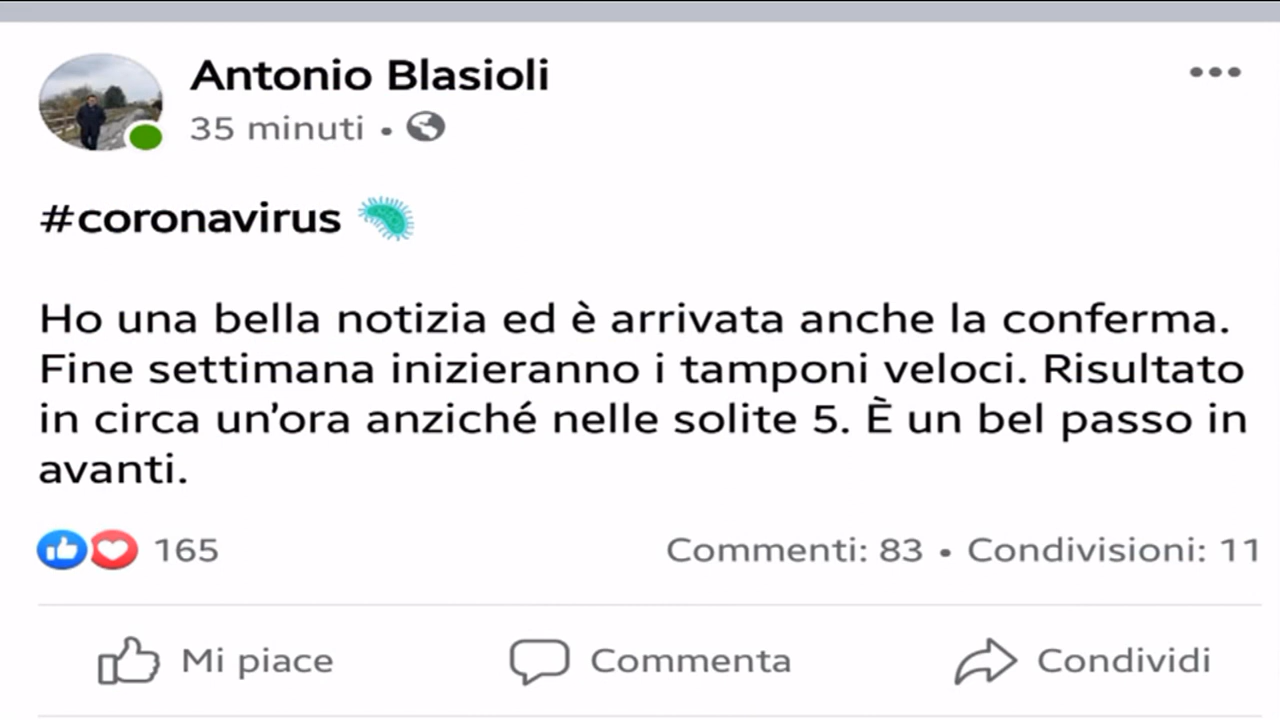 Antonio Blasioli
35 minuti •
#coronavirus
Ho una bella notizia ed è arrivata anche la conferma.
Fine settimana inizieranno i tamponi veloci. Risultato
in circa un’ora anziché nelle solite 5. È un bel passo in
avanti.
165 Commenti: 83 • Condivisioni: 11
Mi piace Commenta Condividi